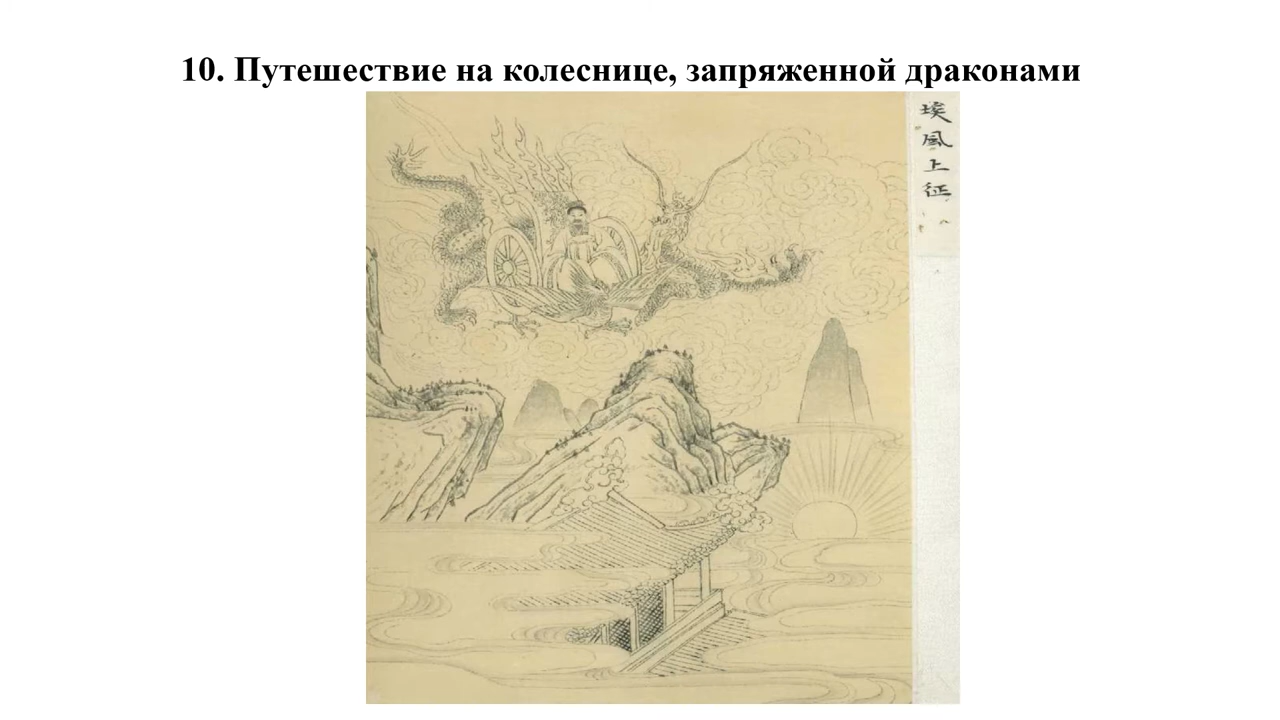 10. Путешествие на колеснице, запряженной драконами
埃風上征